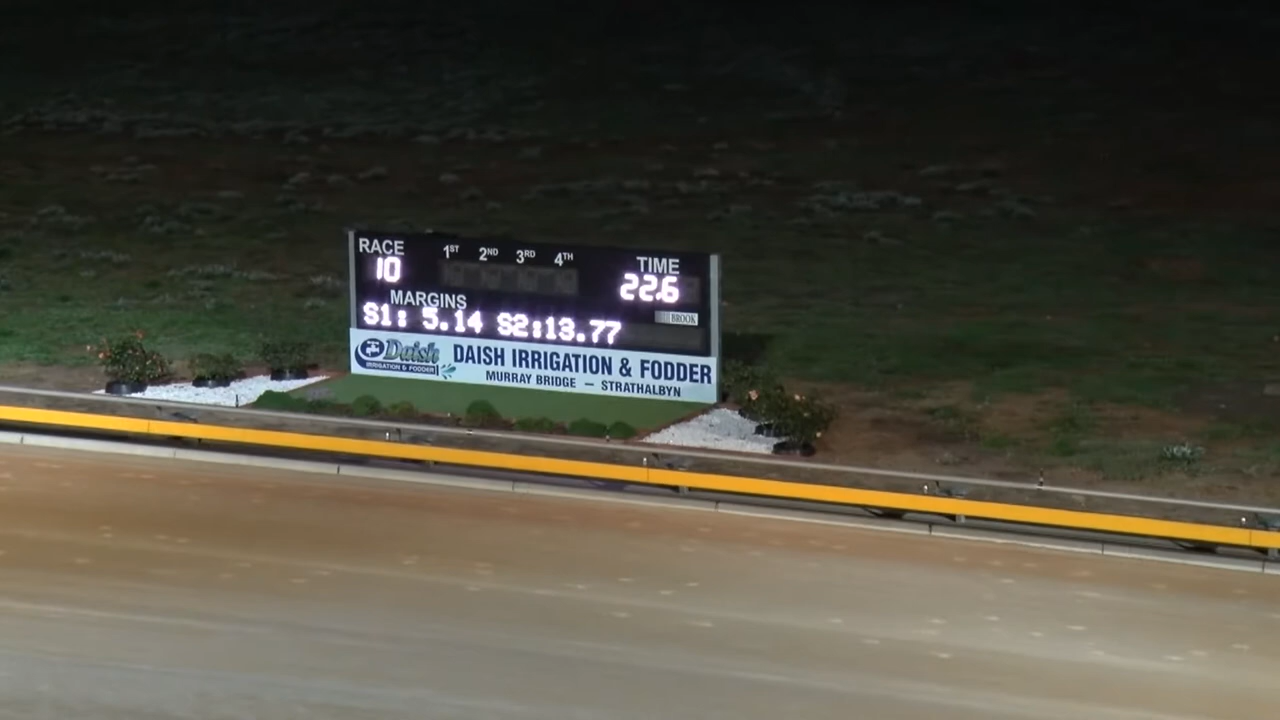 RACE 1ST 2ND 3RD 4TH TIME
10 22.6
MARGINS
S1: 5.14 S2:13.77
BROOK
Daish
IRRIGATION & FODDER
DAISH IRRIGATION & FODDER
MURRAY BRIDGE — STRATHALBYN